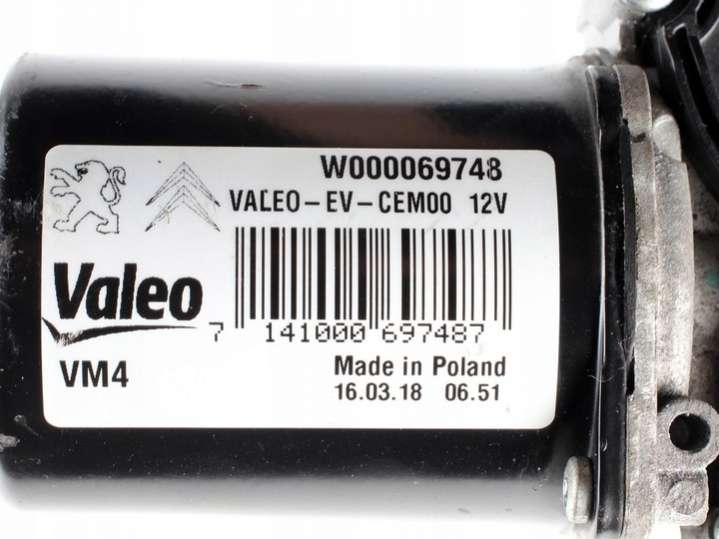 W000069748
VALEO-EV-CEM00 12V
Valeo
7 141000 697487
VM4
Made in Poland
16.03.18 06.51